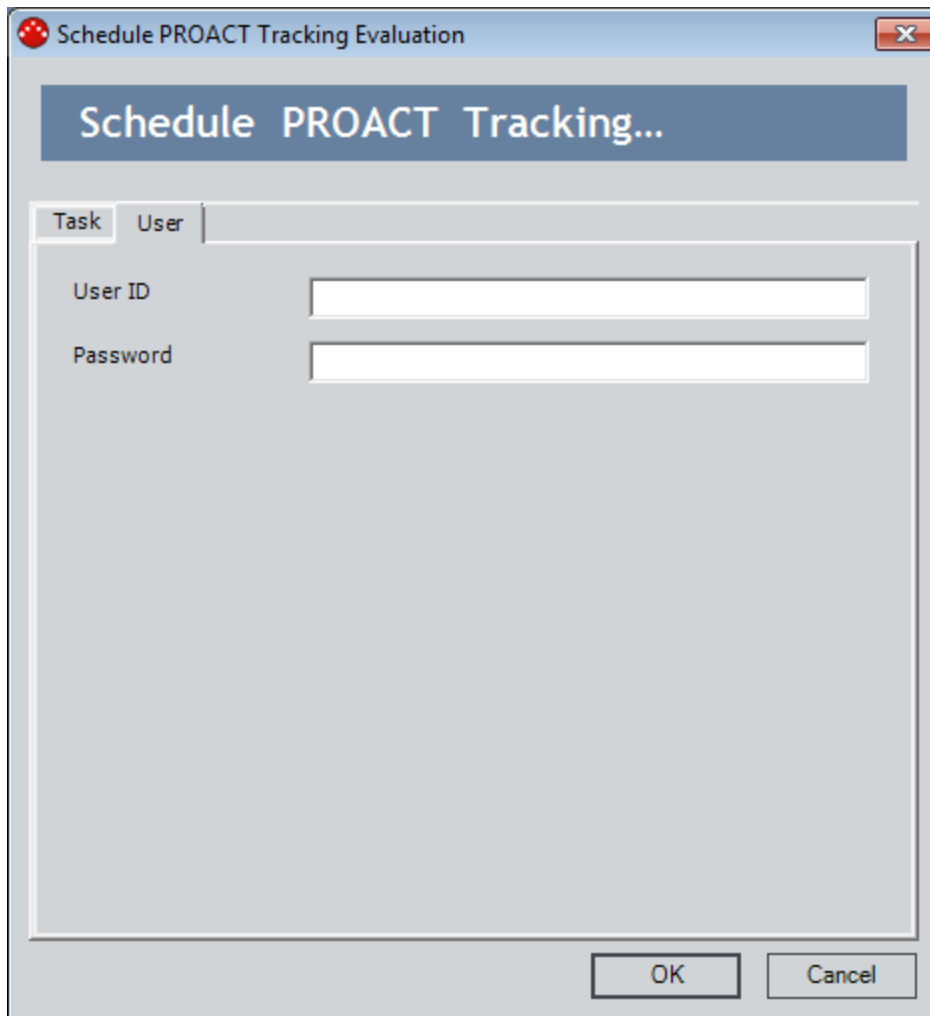 Schedule PROACT Tracking Evaluation
Schedule PROACT Tracking...
Task User
User ID
Password
OK Cancel